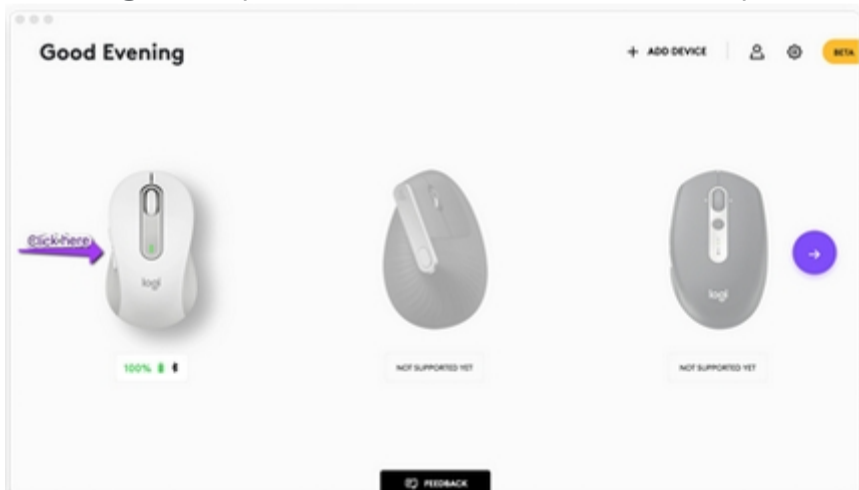 Good Evening
+ ADD DEVICE
BETA
Click here
logi
logi
100%
NOT SUPPORTED YET
NOT SUPPORTED YET
FEEDBACK